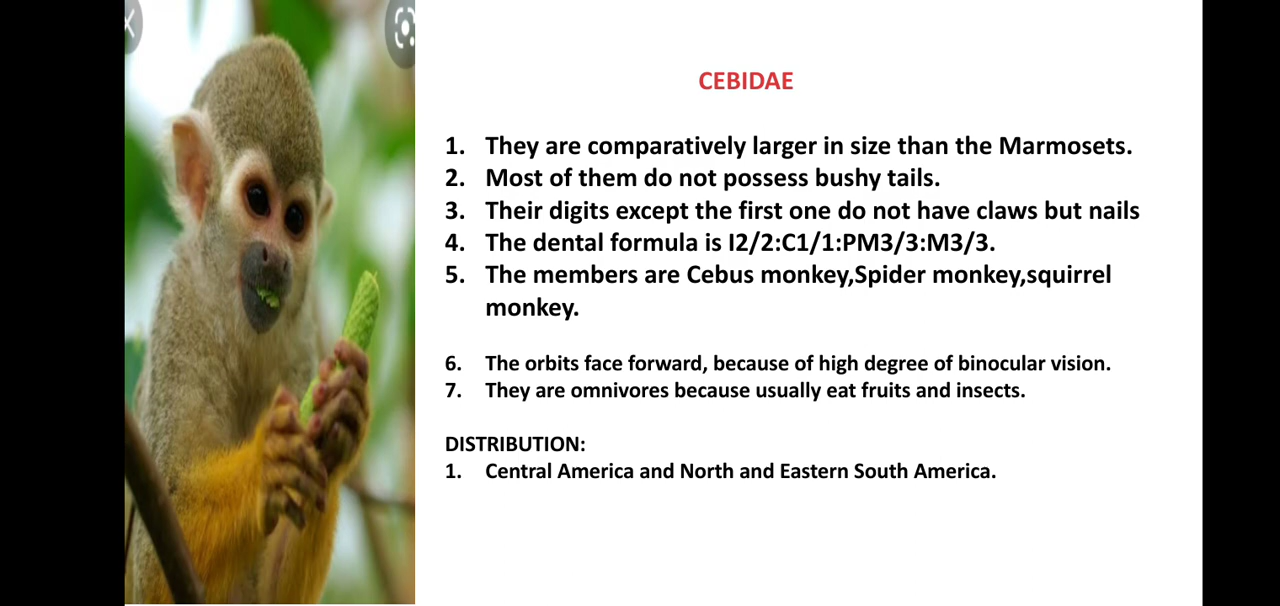 CEBIDAE
1. They are comparatively larger in size than the Marmosets.
2. Most of them do not possess bushy tails.
3. Their digits except the first one do not have claws but nails
4. The dental formula is I2/2:C1/1:PM3/3:M3/3.
5. The members are Cebus monkey,Spider monkey,squirrel
monkey.
6. The orbits face forward, because of high degree of binocular vision.
7. They are omnivores because usually eat fruits and insects.
DISTRIBUTION:
1. Central America and North and Eastern South America.